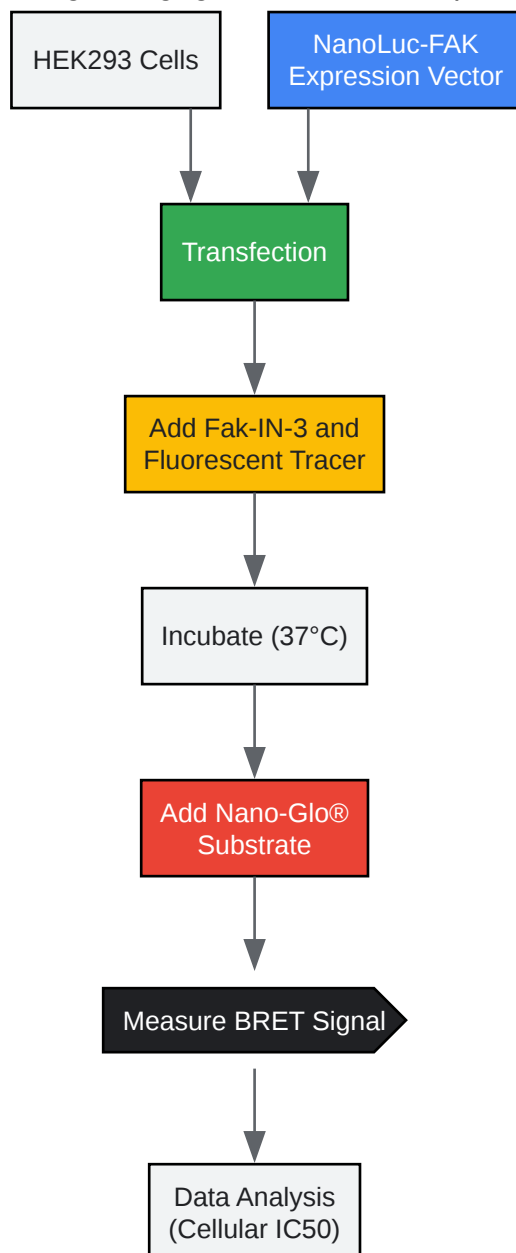 HEK293 Cells
NanoLuc-FAK
Expression Vector
Transfection
Add Fak-IN-3 and
Fluorescent Tracer
Incubate (37°C)
Add Nano-Glo®
Substrate
Measure BRET Signal
Data Analysis
(Cellular IC50)